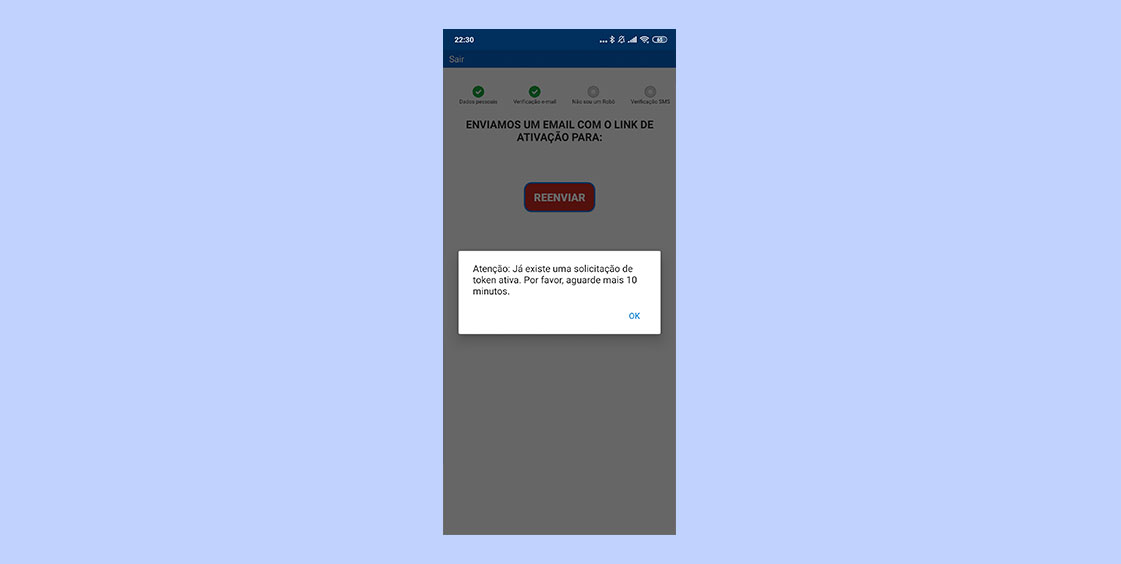 22:30
Sair
Dados pessoais Verificação e-mail Não sou um Robô Verificação SMS
ENVIAMOS UM EMAIL COM O LINK DE
ATIVAÇÃO PARA:
REENVIAR
Atenção: Já existe uma solicitação de
token ativa. Por favor, aguarde mais 10
minutos.
OK